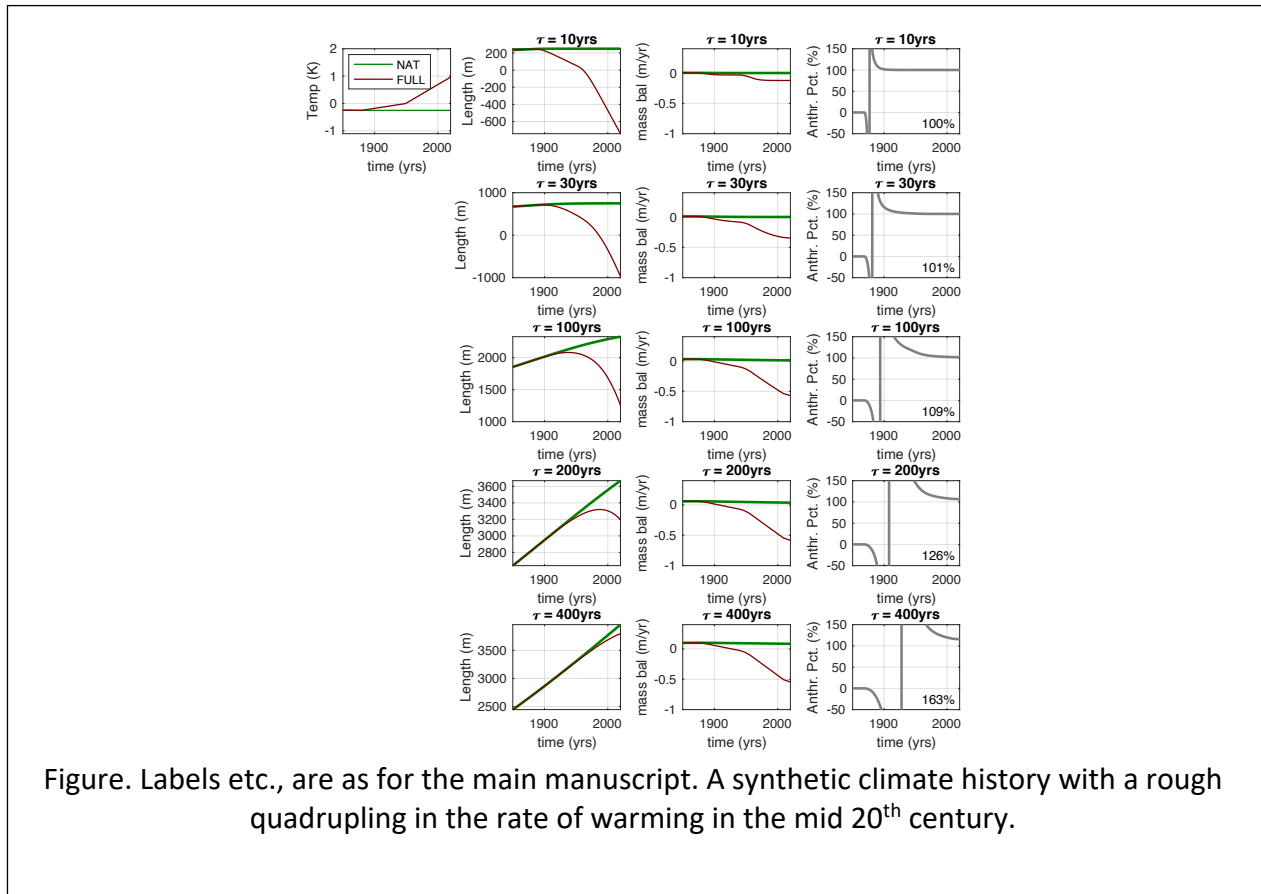 τ = 10yrs
τ = 10yrs
τ = 10yrs
Temp (K)
2
1
0
-1
NAT
FULL
1900
2000
time (yrs)
Length (m)
200
0
-200
-400
-600
1900
2000
time (yrs)
mass bal (m/yr)
0
-0.5
-1
1900
2000
time (yrs)
Anthr. Pct. (%)
150
100
50
0
-50
100%
1900
2000
time (yrs)
τ = 30yrs
Length (m)
1000
0
-1000
1900
2000
time (yrs)
τ = 30yrs
mass bal (m/yr)
0
-0.5
-1
1900
2000
time (yrs)
τ = 30yrs
Anthr. Pct. (%)
150
100
50
0
-50
101%
1900
2000
time (yrs)
τ = 100yrs
Length (m)
2000
1500
1000
1900
2000
time (yrs)
τ = 100yrs
mass bal (m/yr)
0
-0.5
-1
1900
2000
time (yrs)
τ = 100yrs
Anthr. Pct. (%)
150
100
50
0
-50
109%
1900
2000
time (yrs)
τ = 200yrs
Length (m)
3600
3400
3200
3000
2800
1900
2000
time (yrs)
τ = 200yrs
mass bal (m/yr)
0
-0.5
-1
1900
2000
time (yrs)
τ = 200yrs
Anthr. Pct. (%)
150
100
50
0
-50
126%
1900
2000
time (yrs)
τ = 400yrs
Length (m)
3500
3000
2500
1900
2000
time (yrs)
τ = 400yrs
mass bal (m/yr)
0
-0.5
-1
1900
2000
time (yrs)
τ = 400yrs
Anthr. Pct. (%)
150
100
50
0
-50
163%
1900
2000
time (yrs)
Figure. Labels etc., are as for the main manuscript. A synthetic climate history with a rough
quadrupling in the rate of warming in the mid 20th century.